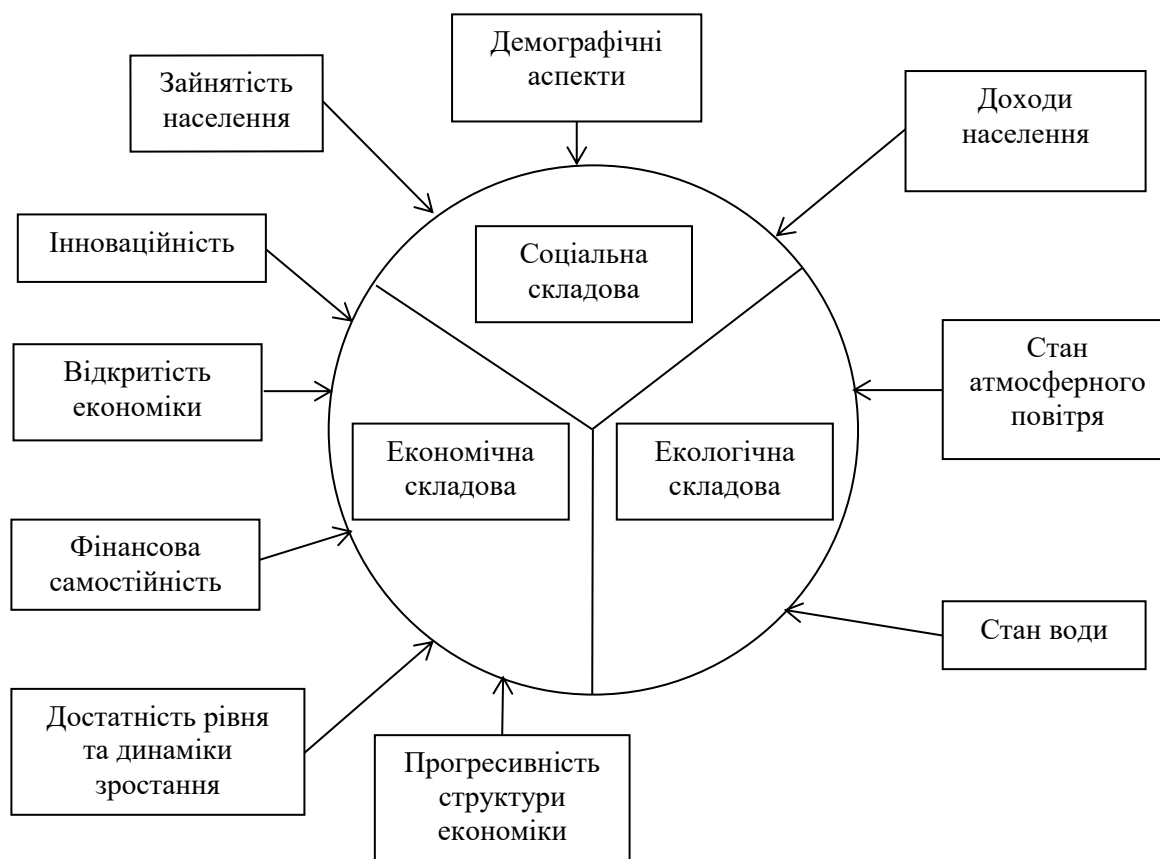 Демографічні
аспекти
Зайнятість
населення
Доходи
населення
Інноваційність
Соціальна
складова
Відкритість
економіки
Стан
атмосферного
повітря
Економічна
складова
Екологічна
складова
Фінансова
самостійність
Стан води
Достатність рівня
та динаміки
зростання
Прогресивність
структури
економіки